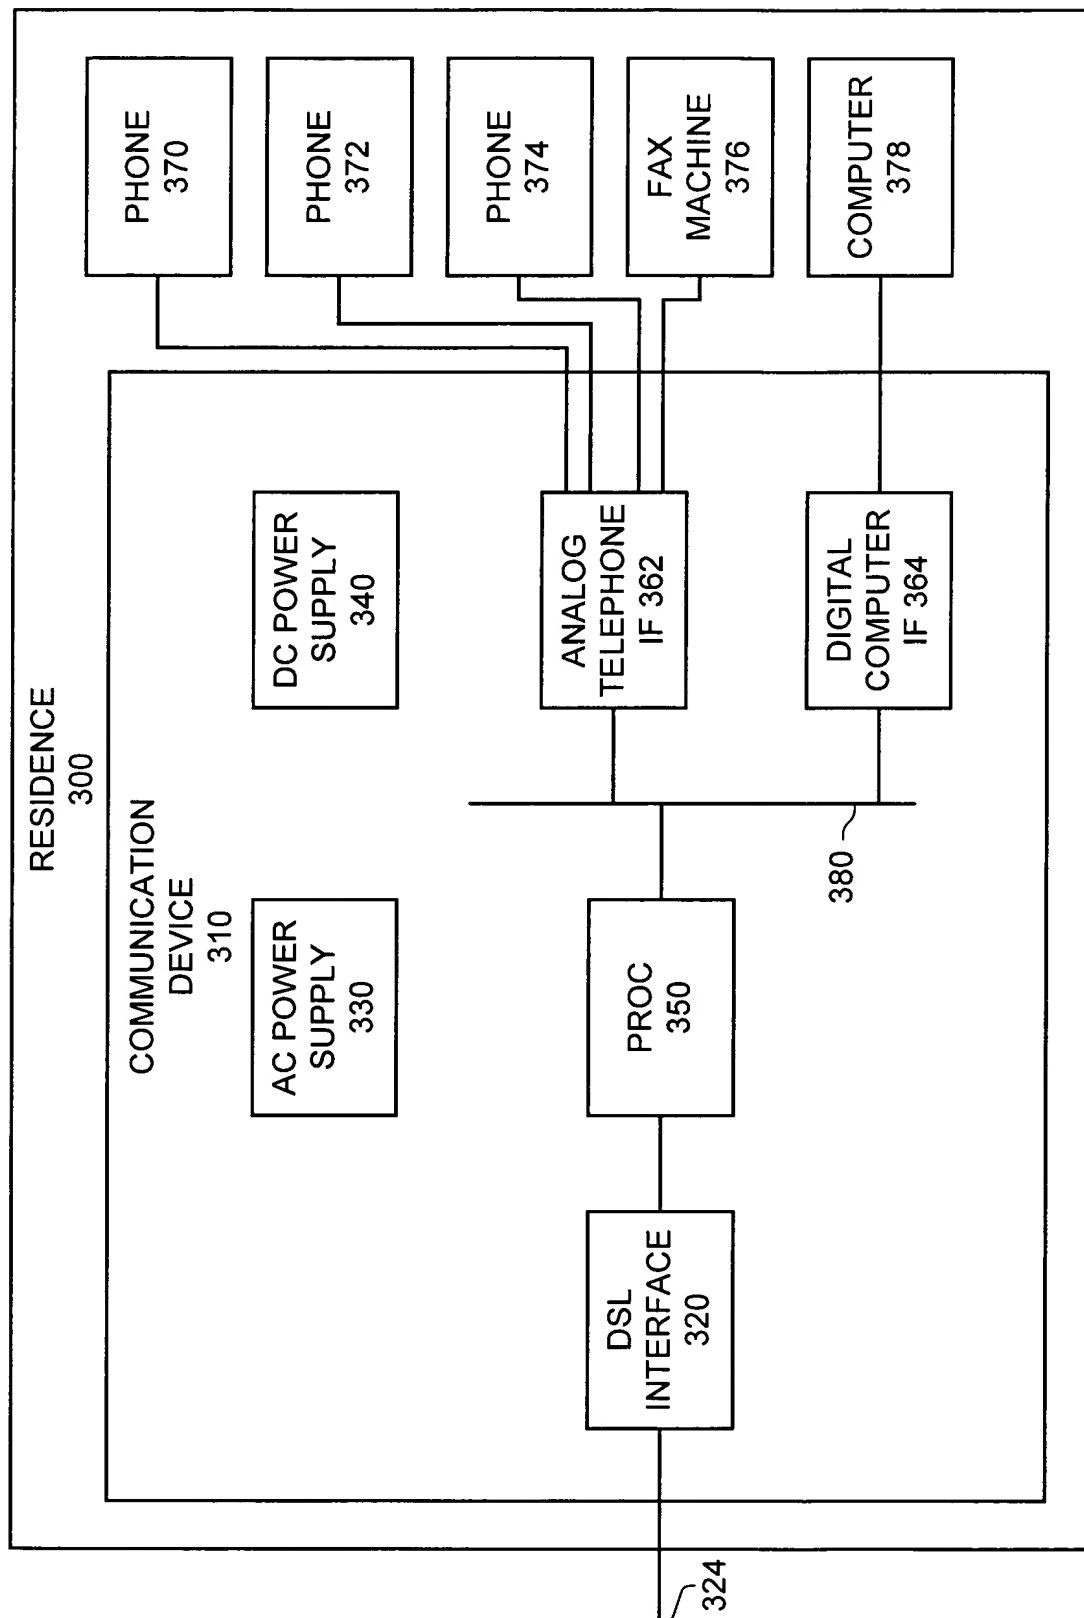 RESIDENCE
300
COMMUNICATION
DEVICE
310
AC POWER
SUPPLY
330
DC POWER
SUPPLY
340
DSL
INTERFACE
320
PROC
350
ANALOG
TELEPHONE
IF 362
DIGITAL
COMPUTER
IF 364
PHONE
370
PHONE
372
PHONE
374
FAX
MACHINE
376
COMPUTER
378
380
324